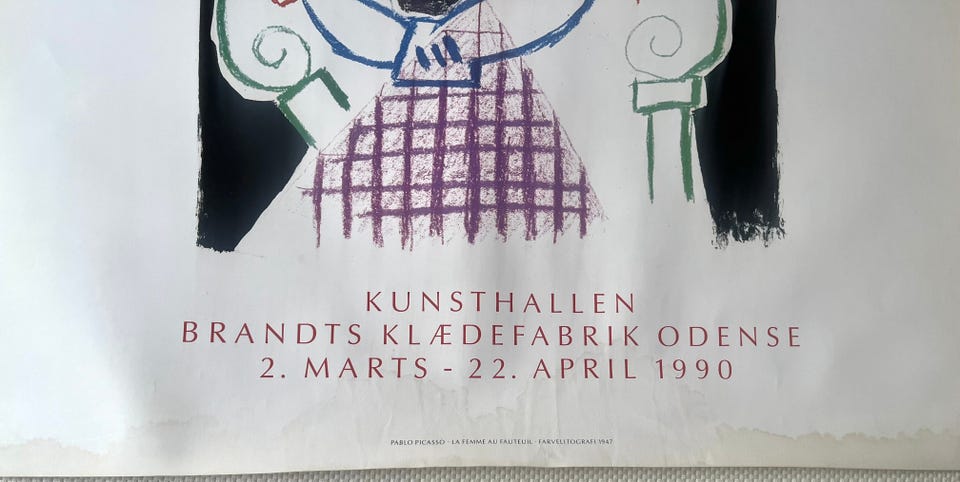 KUNSTHALLEN
BRANDTS KLÆDEFABRIK ODENSE
2. MARTS - 22. APRIL 1990
PABLO PICASSO - LA FEMME AU FAUTEUIL - FARVELITOGRAFI 1947